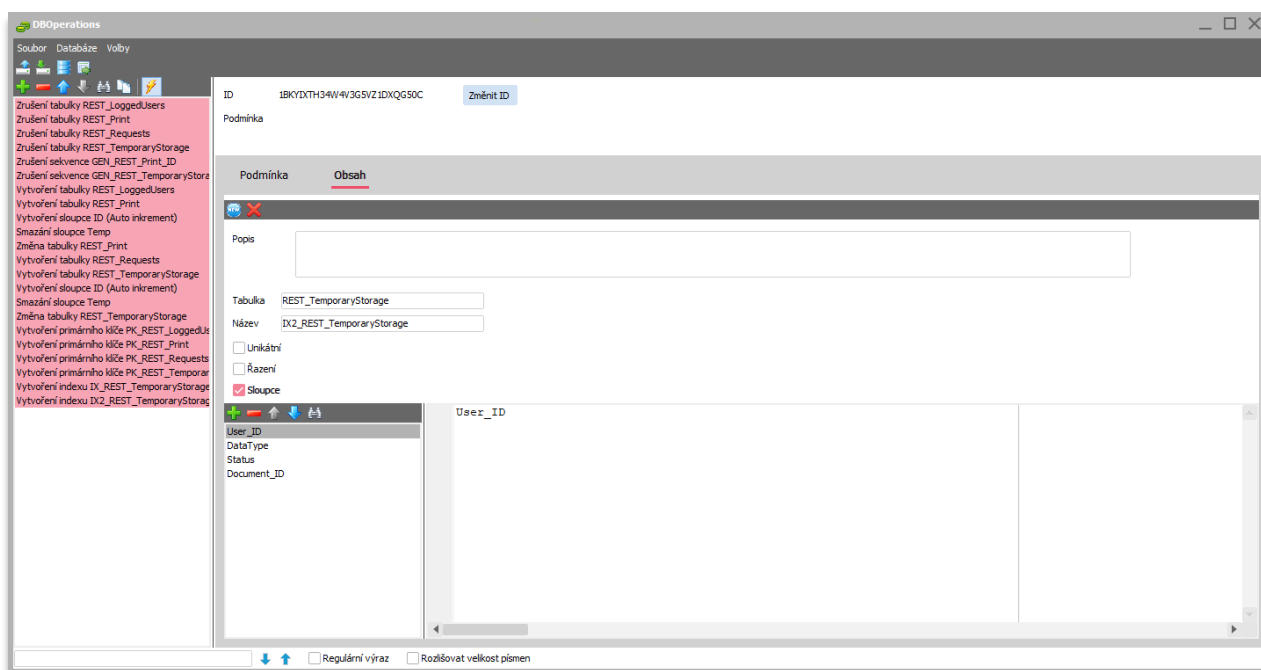 DBOperations
Soubor Databáze Volby
Zrušení tabulky REST_LoggedUsers
Zrušení tabulky REST_Print
Zrušení tabulky REST_Requests
Zrušení tabulky REST_TemporaryStorage
Zrušení sekvence GEN_REST_Print_ID
Zrušení sekvence GEN_REST_TemporaryStora
Vytvoření tabulky REST_LoggedUsers
Vytvoření tabulky REST_Print
Vytvoření sloupce ID (Auto inkrement)
Smazání sloupce Temp
Změna tabulky REST_Print
Vytvoření tabulky REST_Requests
Vytvoření tabulky REST_TemporaryStorage
Vytvoření sloupce ID (Auto inkrement)
Smazání sloupce Temp
Změna tabulky REST_TemporaryStorage
Vytvoření primárního klíče PK_REST_LoggedUs
Vytvoření primárního klíče PK_REST_Print
Vytvoření primárního klíče PK_REST_Requests
Vytvoření primárního klíče PK_REST_Temporar
Vytvoření indexu IX_REST_TemporaryStorage
Vytvoření indexu IX2_REST_TemporaryStorag
ID 1BKYIXTH34W4V3G5VZ1DXQG50C Změnit ID
Podmínka
Podmínka Obsah
NEW
Popis
Tabulka REST_TemporaryStorage
Název IX2_REST_TemporaryStorage
Unikátní
Řazení
Sloupce
User_ID
DataType
Status
Document_ID
User_ID
Regulární výraz Rozlišovat velikost písmen